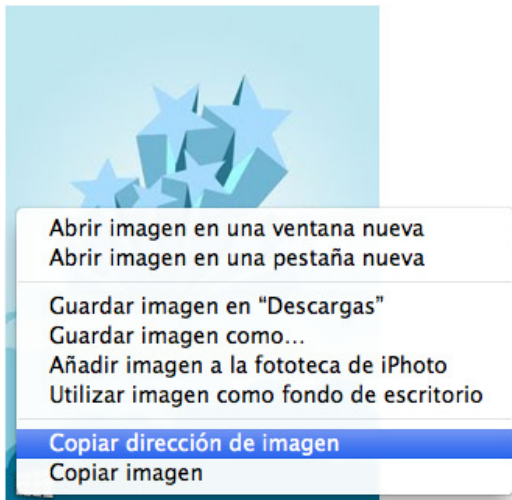 Abrir imagen en una ventana nueva
Abrir imagen en una pestaña nueva
Guardar imagen en “Descargas”
Guardar imagen como...
Añadir imagen a la fototeca de iPhoto
Utilizar imagen como fondo de escritorio
Copiar dirección de imagen
Copiar imagen